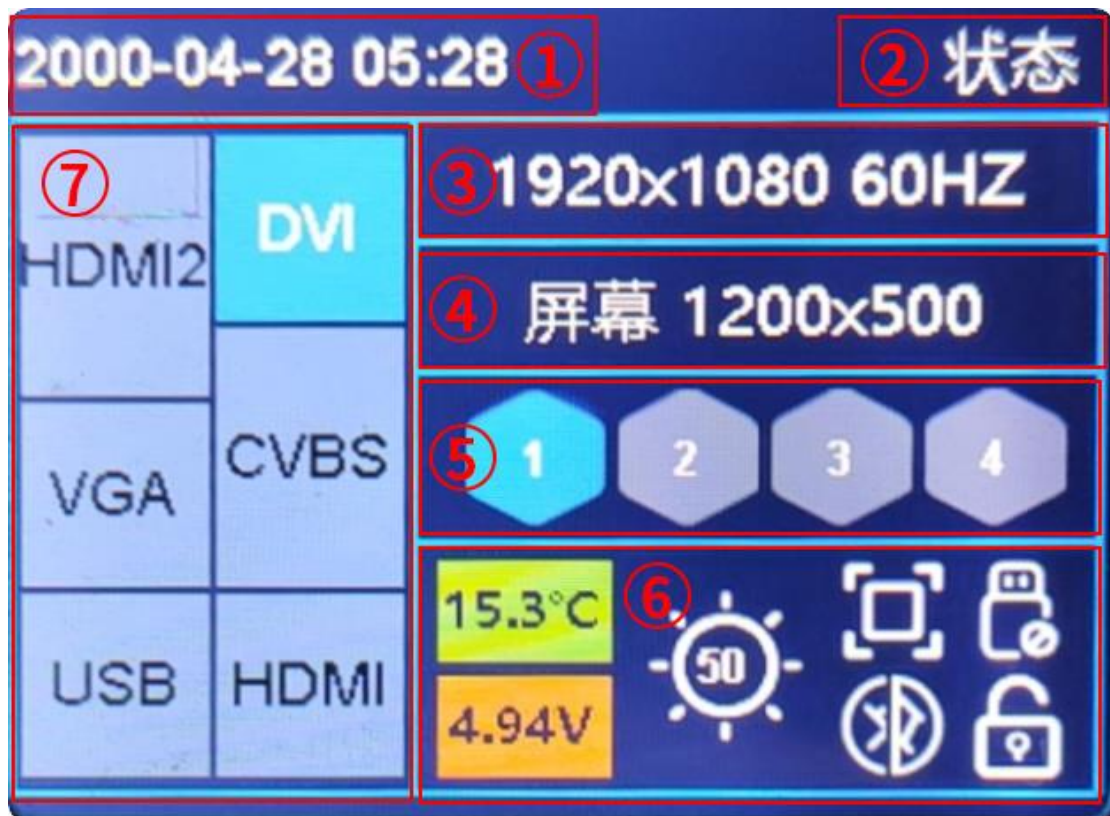 2000-04-28 05:28 ①
② 状态
⑦
HDMI2
DVI
VGA
CVBS
USB
HDMI
③ 1920x1080 60HZ
④ 屏幕 1200x500
⑤ 1 2 3 4
15.3°C
⑥
50
4.94V